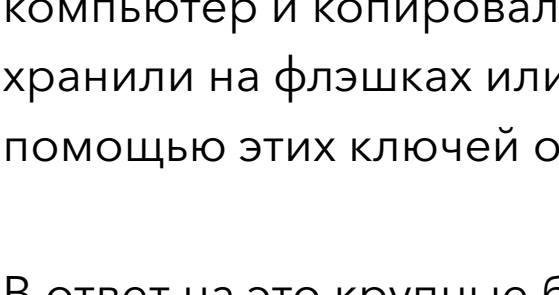 компьютер и копировал
хранили на флэшках или
помощью этих ключей о
В ответ на это крупные б